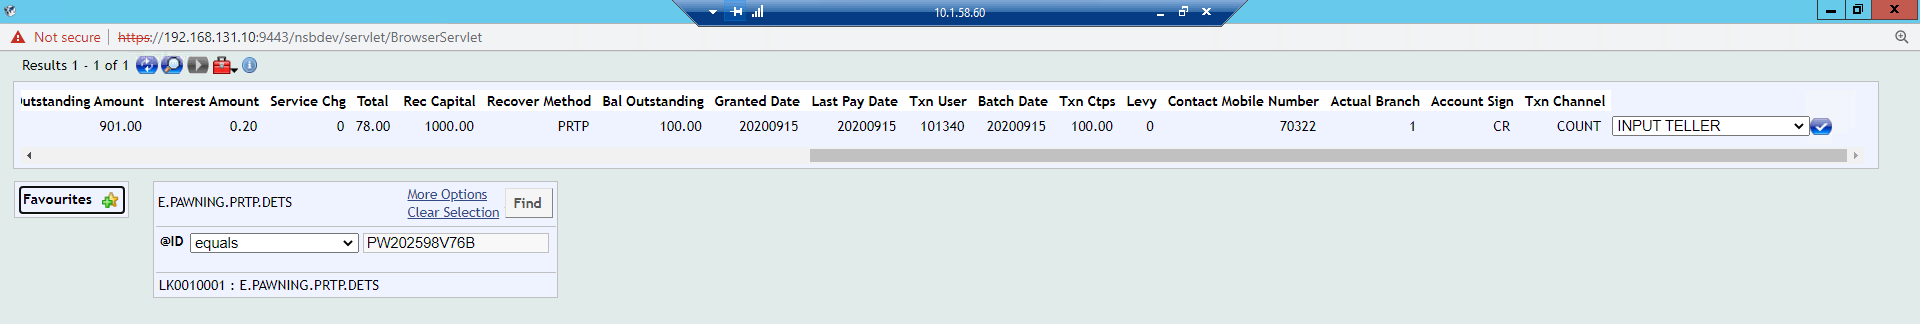 10.1.58.60
Not secure https://192.168.131.10:9443/nsbdev/servlet/BrowserServlet
Results 1 - 1 of 1
Outstanding Amount Interest Amount Service Chg Total Rec Capital Recover Method Bal Outstanding Granted Date Last Pay Date Txn User Batch Date Txn Ctps Levy Contact Mobile Number Actual Branch Account Sign Txn Channel
901.00 0.20 0 78.00 1000.00 PRTP 100.00 20200915 20200915 101340 20200915 100.00 0 70322 1 CR COUNT INPUT TELLER
Favourites
E.PAWNING.PRTP.DETS
More Options
Clear Selection
Find
@ID equals PW202598V76B
LK0010001 : E.PAWNING.PRTP.DETS